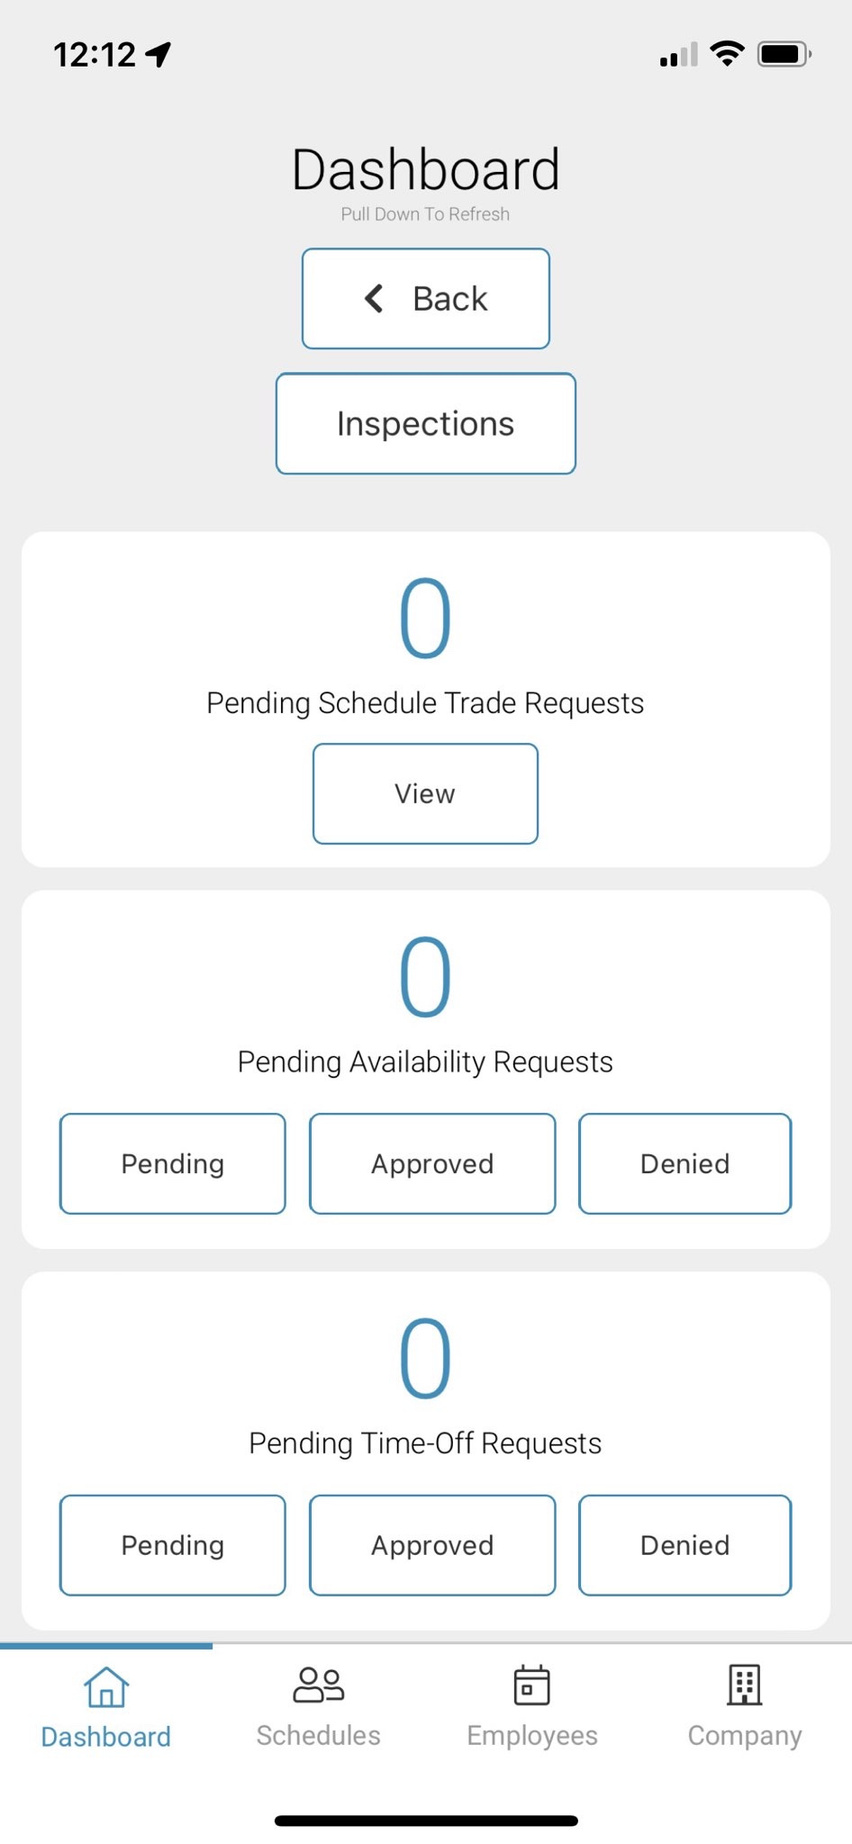 12:12
Dashboard
Pull Down To Refresh
Back
Inspections
0
Pending Schedule Trade Requests
View
0
Pending Availability Requests
Pending Approved Denied
0
Pending Time-Off Requests
Pending Approved Denied
Dashboard Schedules Employees Company